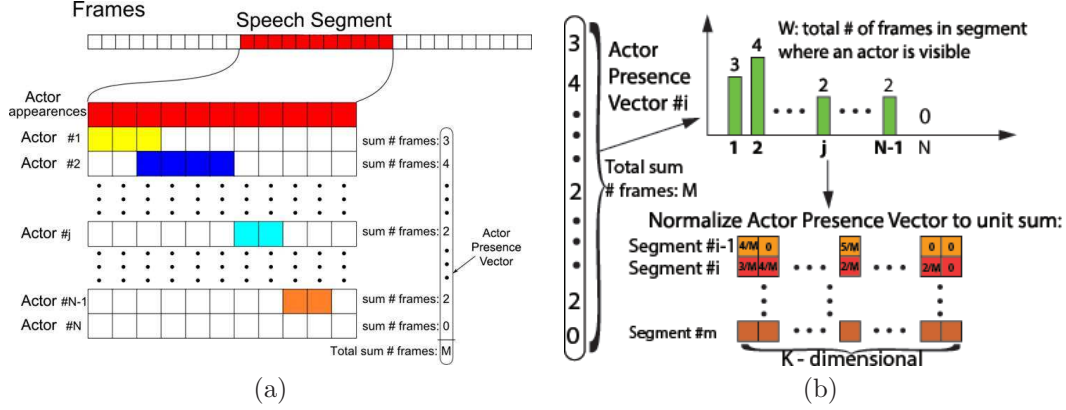 Frames
Speech Segment
Actor
appearences
Actor #1
sum # frames: 3
Actor #2
sum # frames: 4
Actor #j
sum # frames: 2
Actor
Presence
Vector
Actor #N-1
sum # frames: 2
Actor #N
sum # frames: 0
Total sum # frames: M
(a)
3
4
2
2
0
Actor
Presence
Vector #i
Total sum
# frames: M
W: total # of frames in segment
where an actor is visible
3 4 2 2 0
1 2 j N-1 N
Normalize Actor Presence Vector to unit sum:
Segment #i-1 4/M 0 5/M 0 0
Segment #i 3/M 4/M 2/M 2/M 0
Segment #m
K - dimensional
(b)